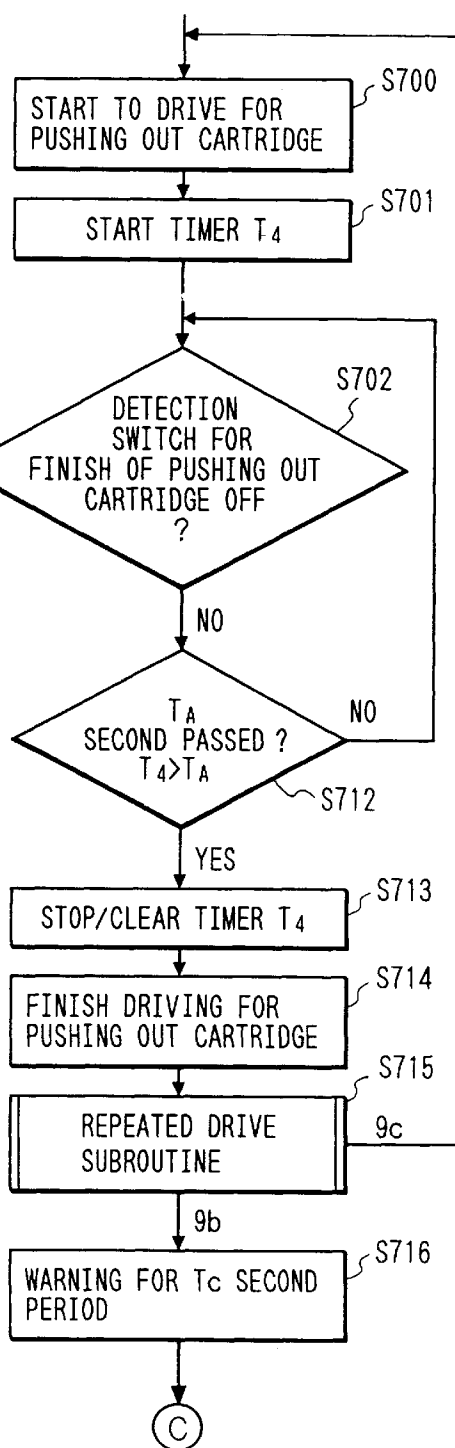 S700
START TO DRIVE FOR
PUSHING OUT CARTRIDGE
S701
START TIMER T4
S702
DETECTION
SWITCH FOR
FINISH OF PUSHING OUT
CARTRIDGE OFF
?
NO
TA
SECOND PASSED ?
T4>TA
NO
S712
YES
S713
STOP/CLEAR TIMER T4
S714
FINISH DRIVING FOR
PUSHING OUT CARTRIDGE
S715
REPEATED DRIVE
SUBROUTINE
9c
9b
S716
WARNING FOR Tc SECOND
PERIOD
C